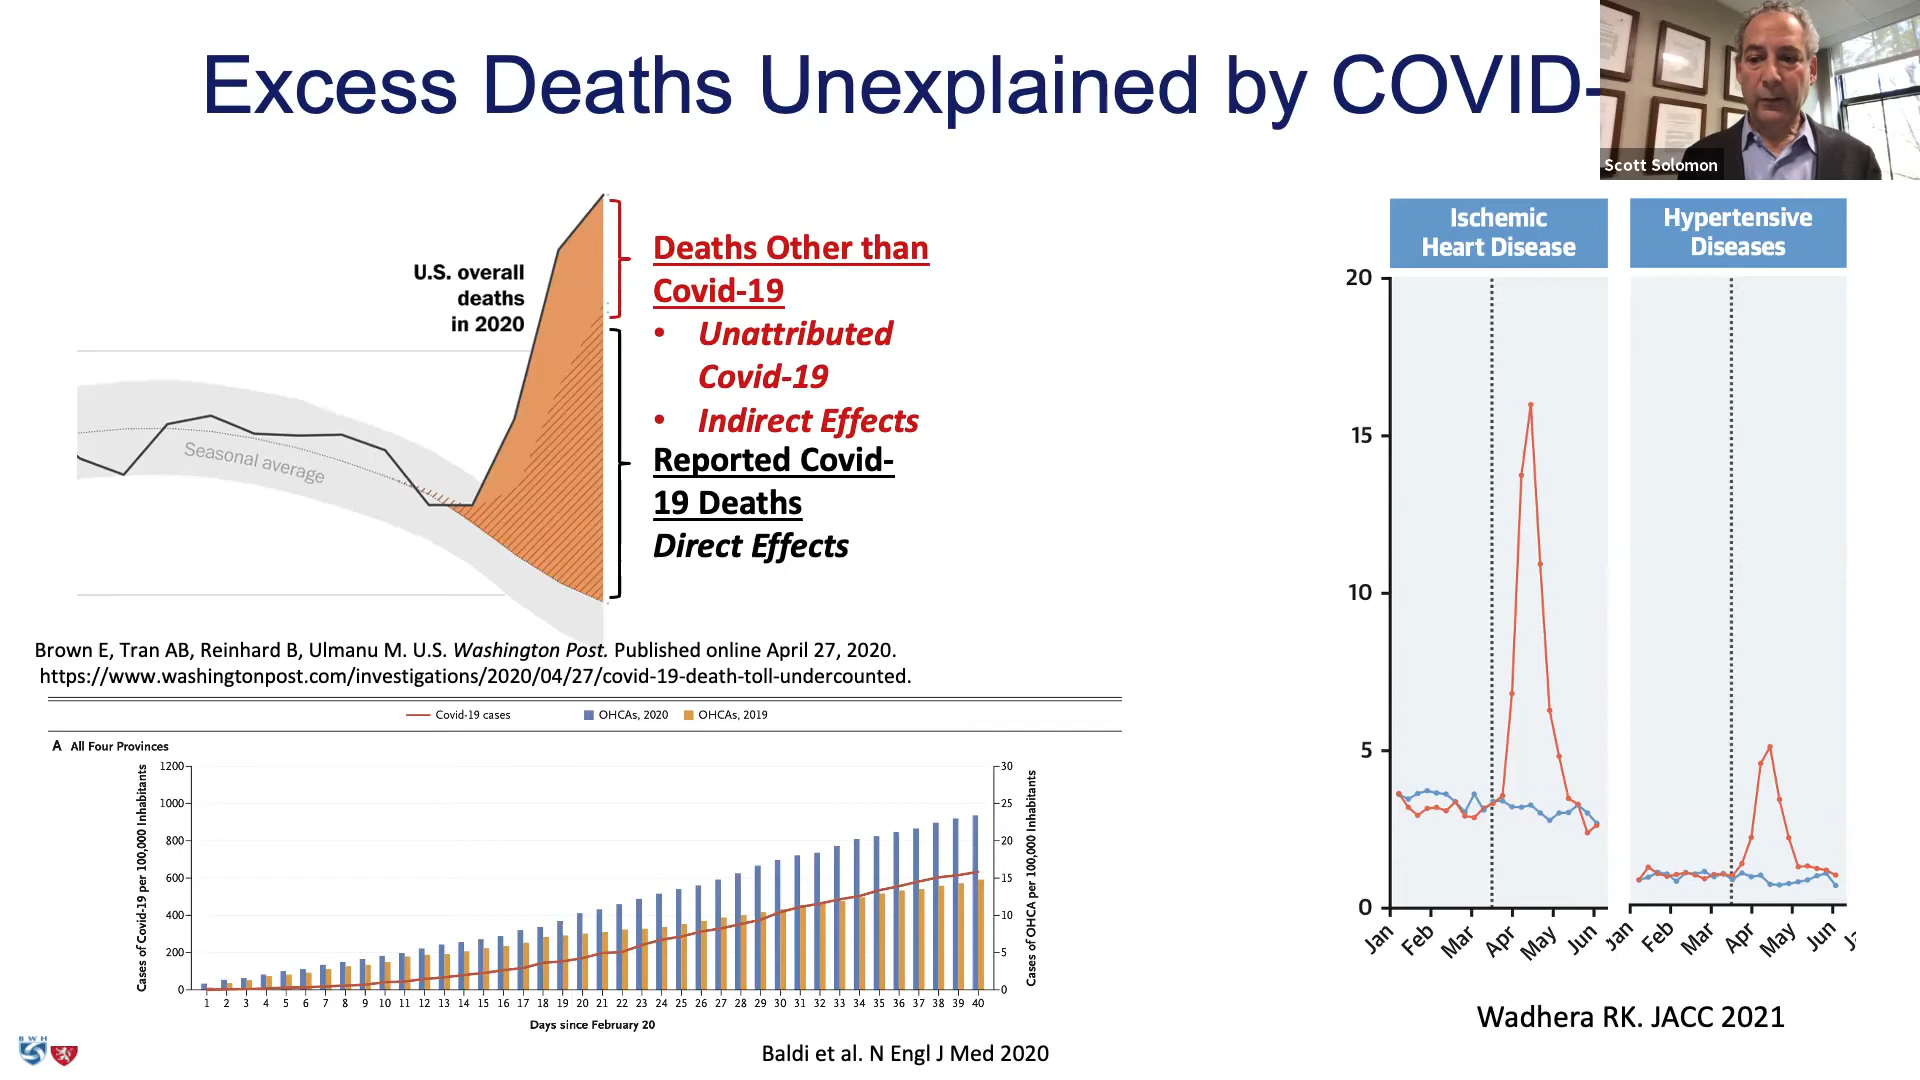 Excess Deaths Unexplained by COVID-
Scott Solomon
U.S. overall
deaths
in 2020
Seasonal average
Deaths Other than
Covid-19
• Unattributed
Covid-19
• Indirect Effects
Reported Covid-
19 Deaths
Direct Effects
Brown E, Tran AB, Reinhard B, Ulmanu M. U.S. Washington Post. Published online April 27, 2020.
https://www.washingtonpost.com/investigations/2020/04/27/covid-19-death-toll-undercounted.
Covid-19 cases OHCAs, 2020 OHCAs, 2019
A All Four Provinces
Cases of Covid-19 per 100,000 Inhabitants
1200
1000
800
600
400
200
0
30
25
20
15
10
5
0
Cases of OHCA per 100,000 Inhabitants
1 2 3 4 5 6 7 8 9 10 11 12 13 14 15 16 17 18 19 20 21 22 23 24 25 26 27 28 29 30 31 32 33 34 35 36 37 38 39 40
Days since February 20
Baldi et al. N Engl J Med 2020
BWH
Ischemic
Heart Disease
Hypertensive
Diseases
20
15
10
5
0
Jan Feb Mar Apr May Jun
Jan Feb Mar Apr May Jun
Wadhera RK. JACC 2021